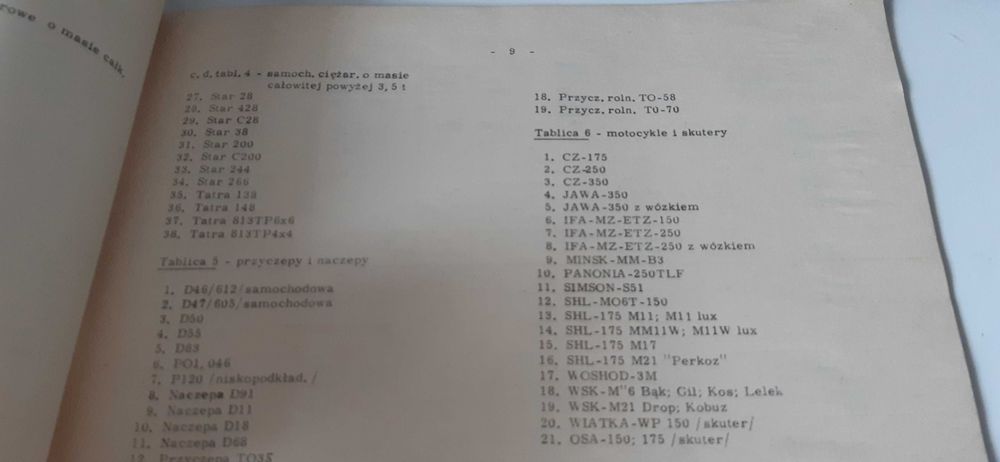 rowe o masie całk.
- 9 -
c.d. tabl. 4 - samoch. ciężar. o masie
całowitej powyżej 3,5 t
27. Star 28
28. Star 428
29. Star C28
30. Star 38
31. Star 200
32. Star C200
33. Star 244
34. Star 266
35. Tatra 138
36. Tatra 148
37. Tatra 813TP6x6
38. Tatra 813TP4x4
Tablica 5 - przyczepy i naczepy
1. D46/612/samochodowa
2. D47/605/samochodowa
3. D50
4. D55
5. D83
6. PO1, 046
7. P120 /niskopodkład./
8. Naczepa D91
9. Naczepa D11
10. Naczepa D18
11. Naczepa D68
12. Przyczepa TO35
18. Przycz. roln. TO-58
19. Przycz. roln. T0-70
Tablica 6 - motocykle i skutery
1. CZ-175
2. CZ-250
3. CZ-350
4. JAWA-350
5. JAWA-350 z wózkiem
6. IFA-MZ-ETZ-150
7. IFA-MZ-ETZ-250
8. IFA-MZ-ETZ-250 z wózkiem
9. MINSK-MM-B3
10. PANONIA-250TLF
11. SIMSON-S51
12. SHL-MO6T-150
13. SHL-175 M11; M11 lux
14. SHL-175 MM11W; M11W lux
15. SHL-175 M17
16. SHL-175 M21 "Perkoz"
17. WOSHOD-3M
18. WSK-M"6 Bąk; Gil; Kos; Lelek
19. WSK-M21 Drop; Kobuz
20. WIATKA-WP 150 /skuter/
21. OSA-150; 175 /skuter/